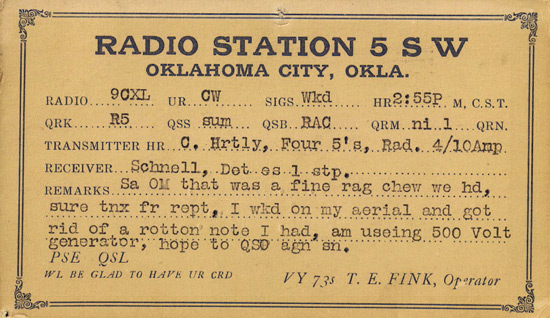 RADIO STATION 5 S W
OKLAHOMA CITY, OKLA.
RADIO....9CXL....UR...CW.......SIGS.Wkd........HR2:55P. M, C.S.T.
QRK......R5.......QSS sum......QSB..RAC......QRM ni.l....QRN.
TRANSMITTER HR...C. Hrtly, Four 5's, Rad. 4/10Amp
RECEIVER..Schnell, Det es 1 stp.
REMARKS Sa OM that was a fine rag chew we hd,
sure tnx fr rept, I wkd on my aerial and got
rid of a rotton note I had, am useing 500 Volt
generator, hope to QSO agn sn.
PSE QSL
WL BE GLAD TO HAVE UR CRD VY 73s T. E. FINK, Operator